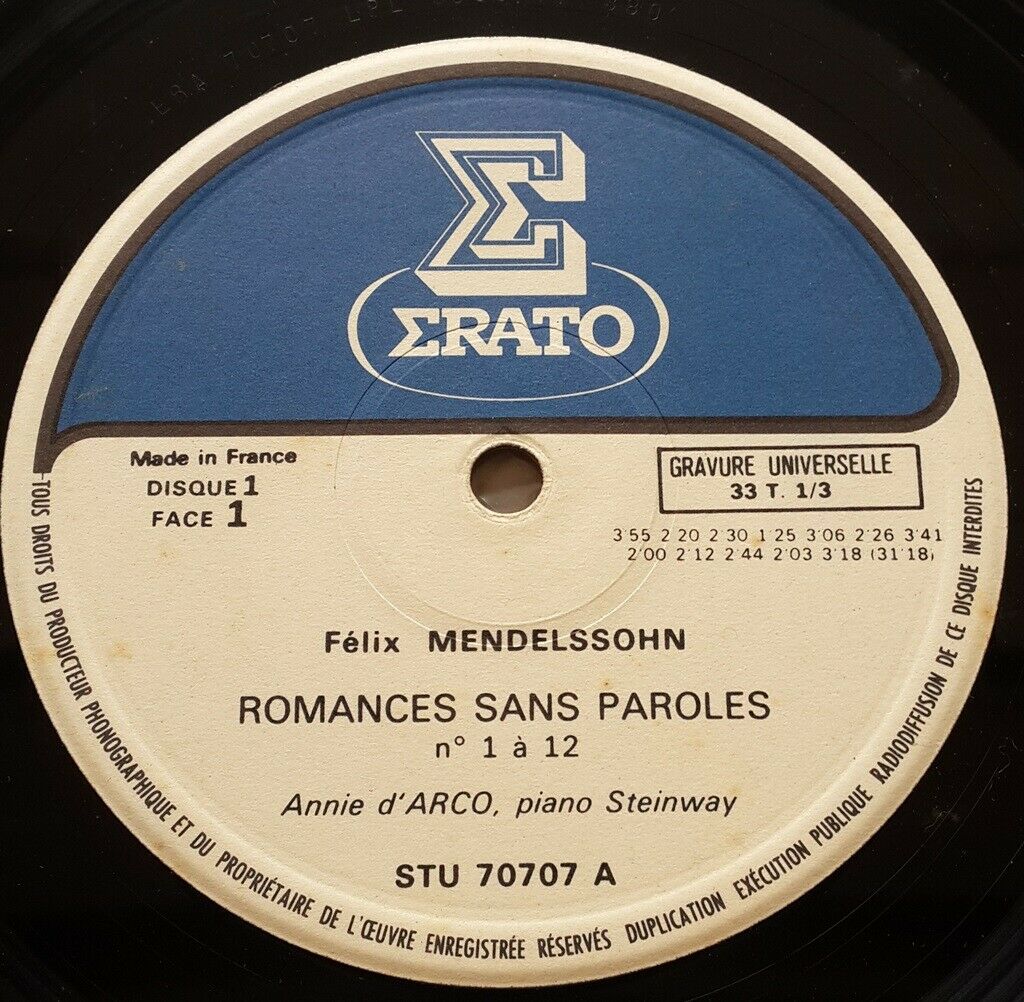 ERA 70707
Σ
ΣRATO
Made in France
DISQUE 1
FACE 1
GRAVURE UNIVERSELLE
33 T. 1/3
3'55 2'20 2'30 1'25 3'06 2'26 3'41
2'00 2'12 2'44 2'03 3'18 (31'18)
Félix MENDELSSOHN
ROMANCES SANS PAROLES
n° 1 à 12
Annie d'ARCO, piano Steinway
STU 70707 A
TOUS DROITS DU PRODUCTEUR PHONOGRAPHIQUE ET DU PROPRIÉTAIRE DE L'ŒUVRE ENREGISTRÉE RÉSERVÉS DUPLICATION EXÉCUTION PUBLIQUE RADIODIFFUSION DE CE DISQUE INTERDITES